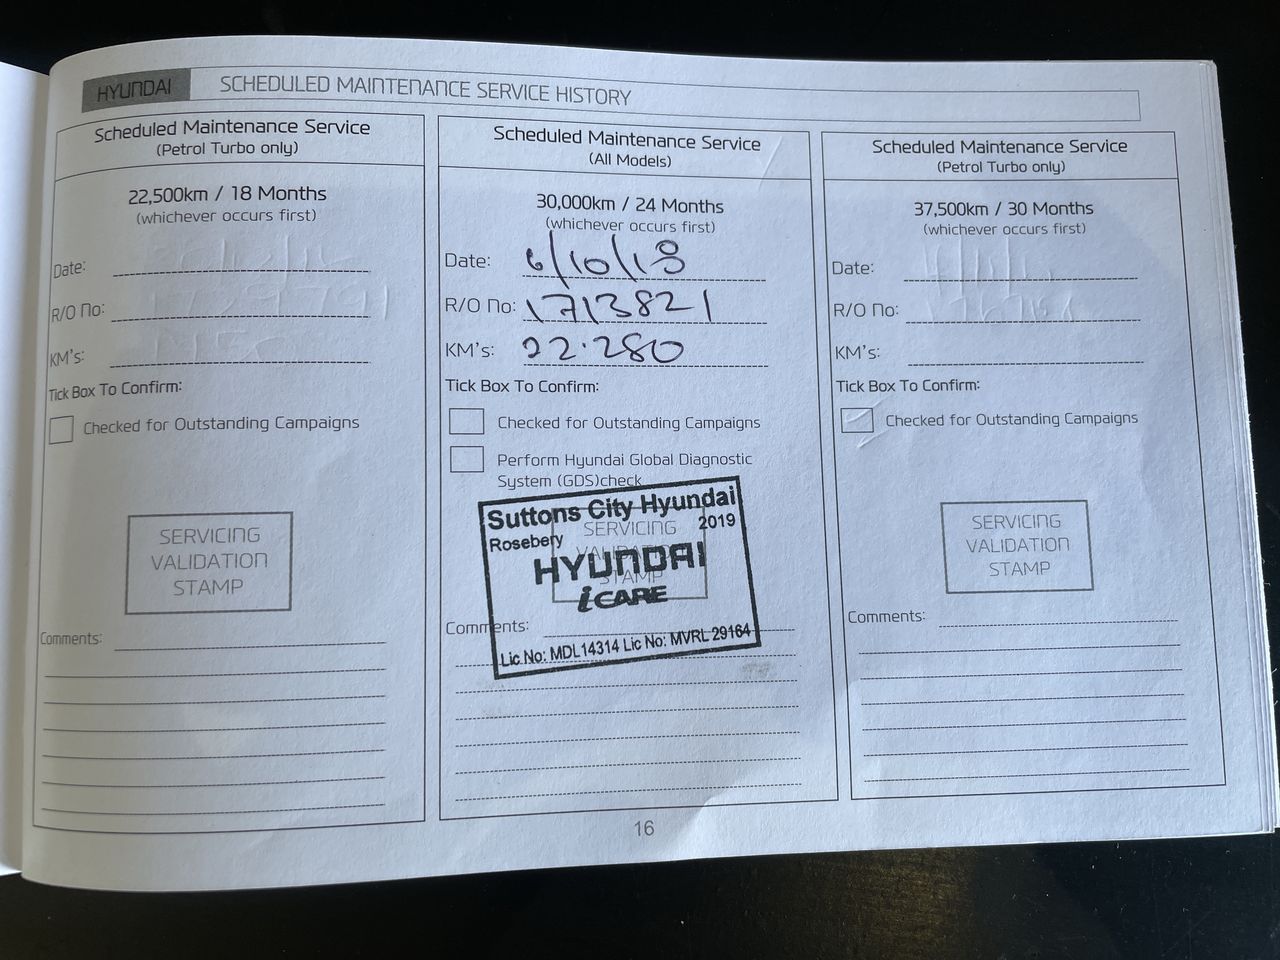 HYUNDAI SCHEDULED MAINTENANCE SERVICE HISTORY
Scheduled Maintenance Service
(Petrol Turbo only)
22,500km / 18 Months
(whichever occurs first)
Date:
R/O No:
KM's:
Tick Box To Confirm:
Checked for Outstanding Campaigns
SERVICING
VALIDATION
STAMP
Comments:
Scheduled Maintenance Service
(All Models)
30,000km / 24 Months
(whichever occurs first)
Date: 6/10/18
R/O No: 1713821
KM's: 22.280
Tick Box To Confirm:
Checked for Outstanding Campaigns
Perform Hyundai Global Diagnostic
System (GDS)check
Suttons City Hyundai
SERVICING
Rosebery 2019
VALIDATION
HYUNDAI
STAMP
iCARE
Comments:
Lic No: MDL14314 Lic No: MVRL 29164
Scheduled Maintenance Service
(Petrol Turbo only)
37,500km / 30 Months
(whichever occurs first)
Date:
R/O No:
KM's:
Tick Box To Confirm:
Checked for Outstanding Campaigns
SERVICING
VALIDATION
STAMP
Comments:
16